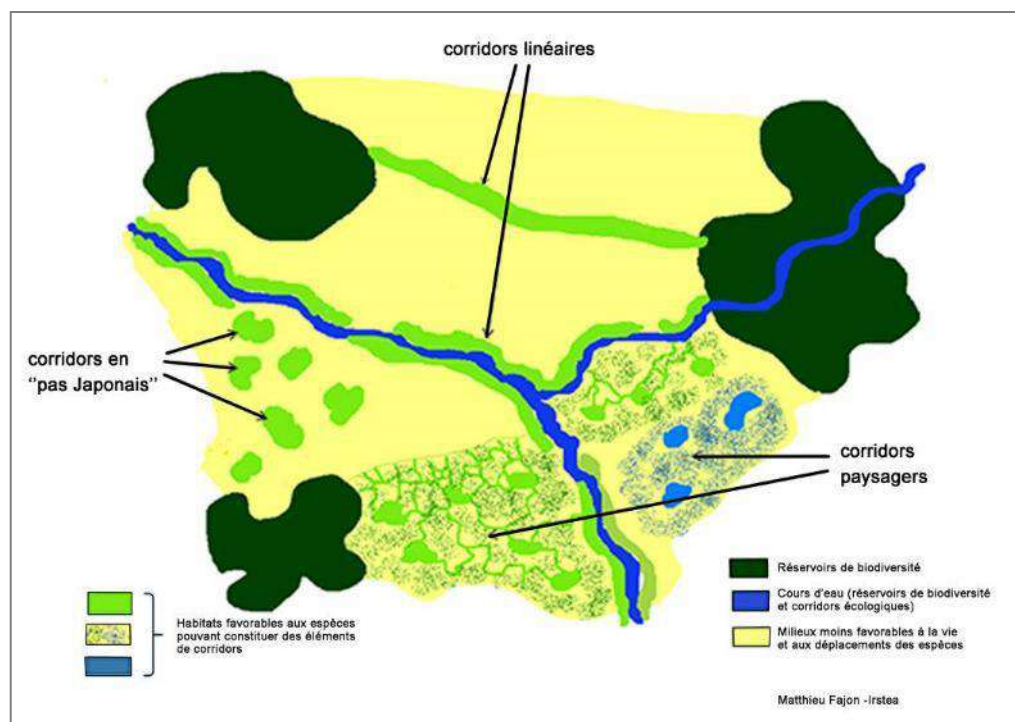 corridors linéaires
corridors en
"pas Japonais"
corridors
paysagers
Habitats favorables aux espèces
pouvant constituer des éléments
de corridors
Réservoirs de biodiversité
Cours d'eau (réservoirs de biodiversité
et corridors écologiques)
Milieux moins favorables à la vie
et aux déplacements des espèces
Matthieu Fajon -Irstea